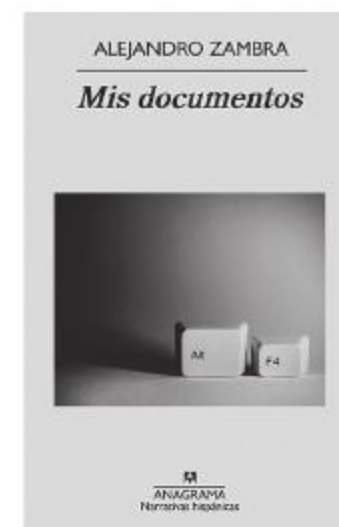 ALEJANDRO ZAMBRA
Mis documentos
Alt
F4
ANAGRAMA
Narrativas hispánicas